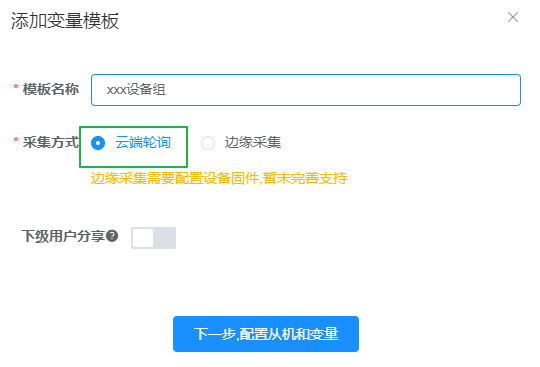 添加变量模板
* 模板名称 xxx设备组
* 采集方式 云端轮询 边缘采集
边缘采集需要配置设备固件,暂未完善支持
下级用户分享?
下一步,配置从机和变量